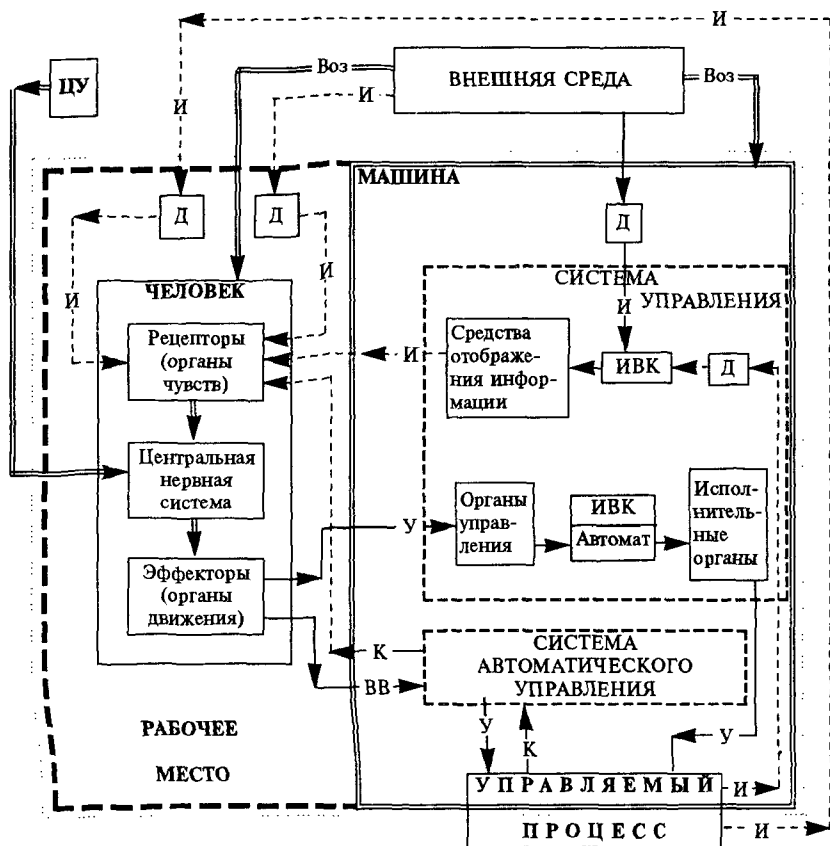 И
Воз
ВНЕШНЯЯ СРЕДА
Воз
ЦУ
И
И
МАШИНА
Д
Д
Д
И
И
ЧЕЛОВЕК
Рецепторы
(органы
чувств)
СИСТЕМА
УПРАВЛЕНИЯ
И
Средства
отображе-
ния инфор-
мации
И
ИВК
Д
Центральная
нервная
система
Органы
управ-
ления
ИВК
Автомат
Испол-
нитель-
ные
органы
У
Эффекторы
(органы
движения)
К
ВВ
СИСТЕМА
АВТОМАТИЧЕСКОГО
УПРАВЛЕНИЯ
У
К
У
РАБОЧЕЕ
МЕСТО
УПРАВЛЯЕМЫЙ
И
ПРОЦЕСС
И